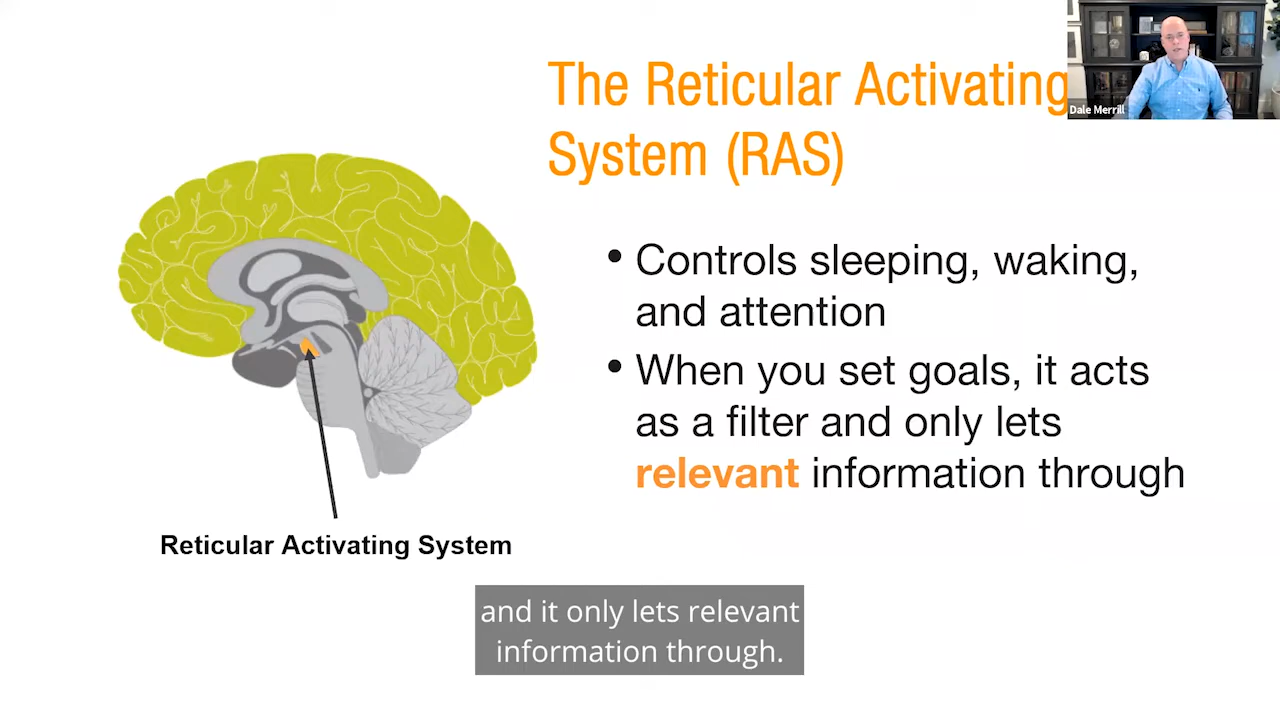 The Reticular Activating
System (RAS)
Dale Merrill
• Controls sleeping, waking,
and attention
• When you set goals, it acts
as a filter and only lets
relevant information through
Reticular Activating System
and it only lets relevant
information through.